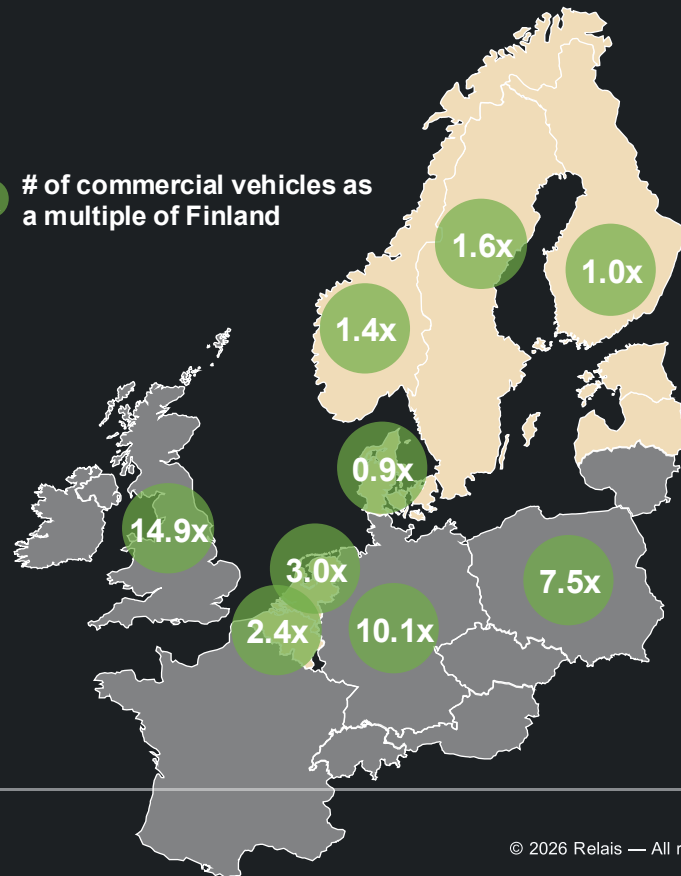 # of commercial vehicles as
a multiple of Finland
1.6x
1.0x
1.4x
0.9x
14.9x
3.0x
7.5x
2.4x
10.1x
© 2026 Relais — All